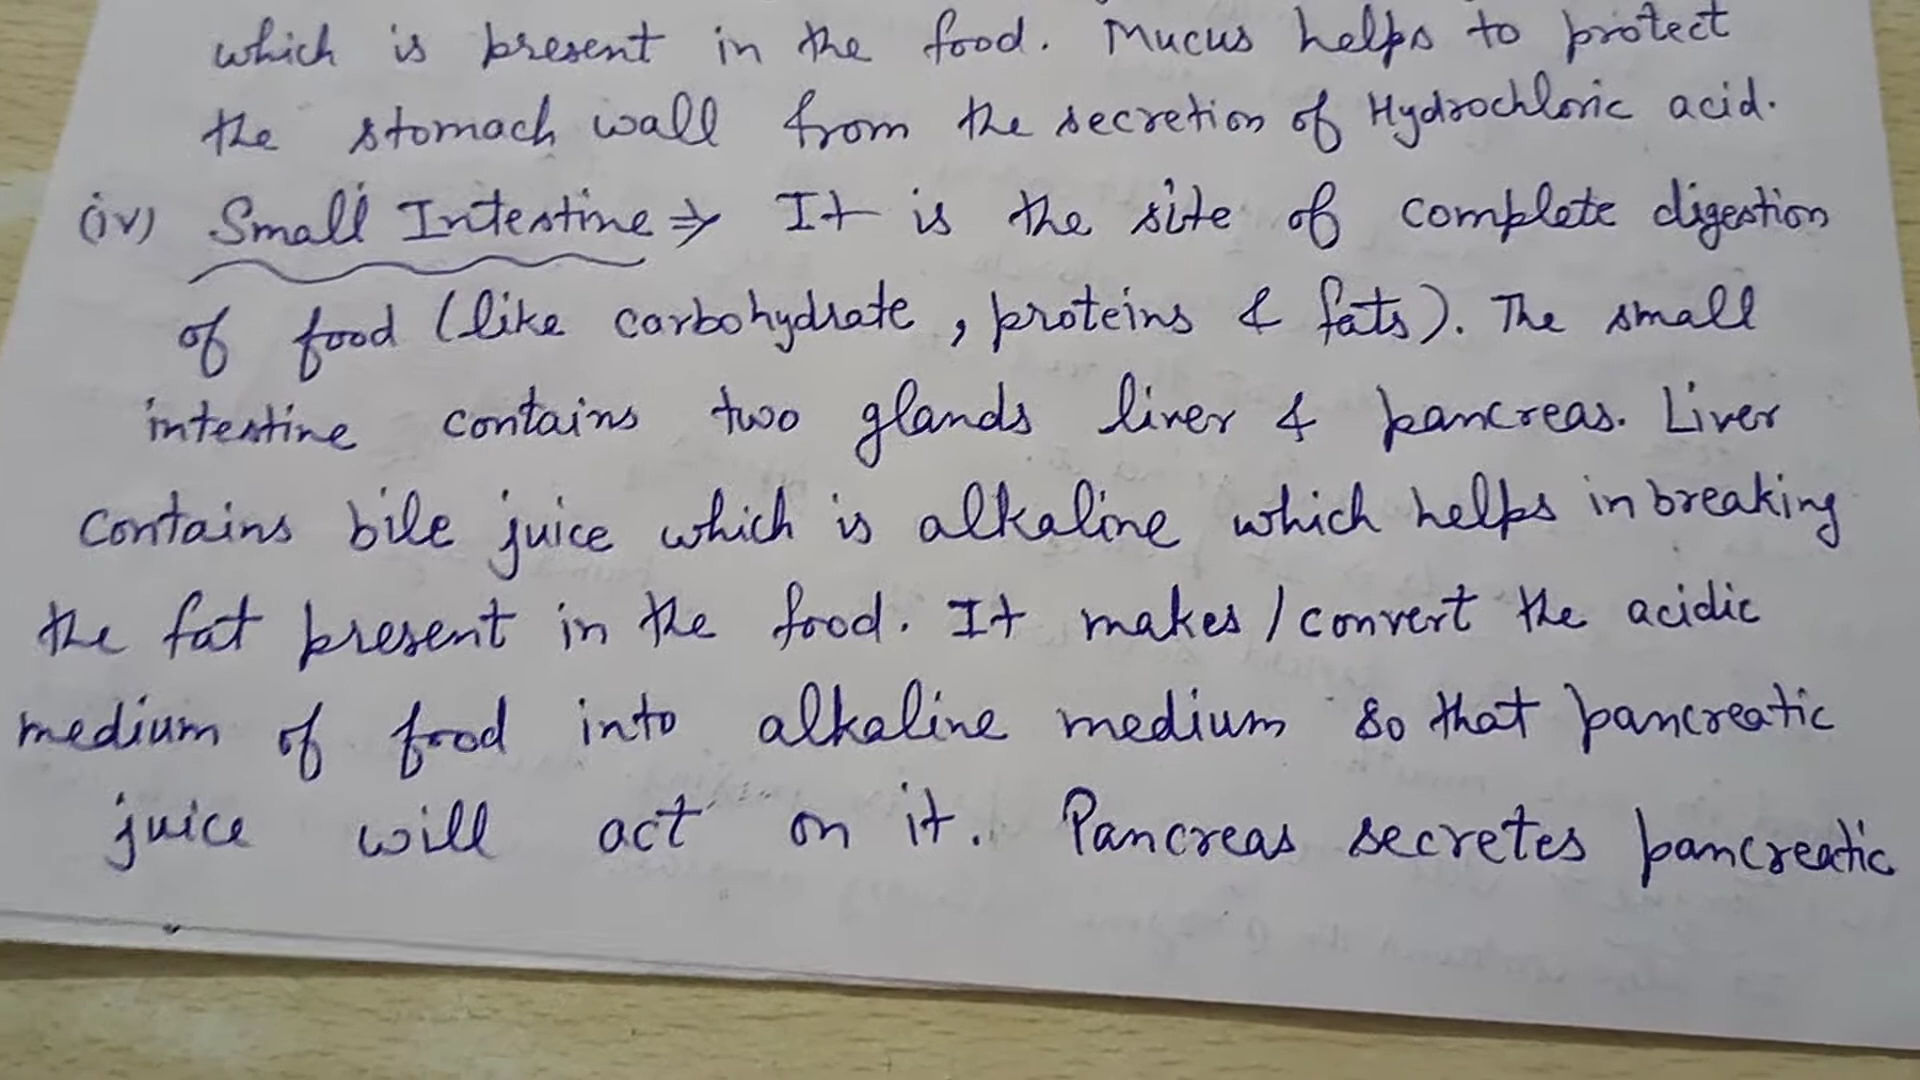 which is present in the food. Mucus helps to protect
the stomach wall from the secretion of Hydrochloric acid.
(iv) Small Intestine ⇒ It is the site of complete digestion
of food (like carbohydrate, proteins & fats). The small
intestine contains two glands liver & pancreas. Liver
contains bile juice which is alkaline which helps in breaking
the fat present in the food. It makes/convert the acidic
medium of food into alkaline medium so that pancreatic
juice will act on it. Pancreas secretes pancreatic